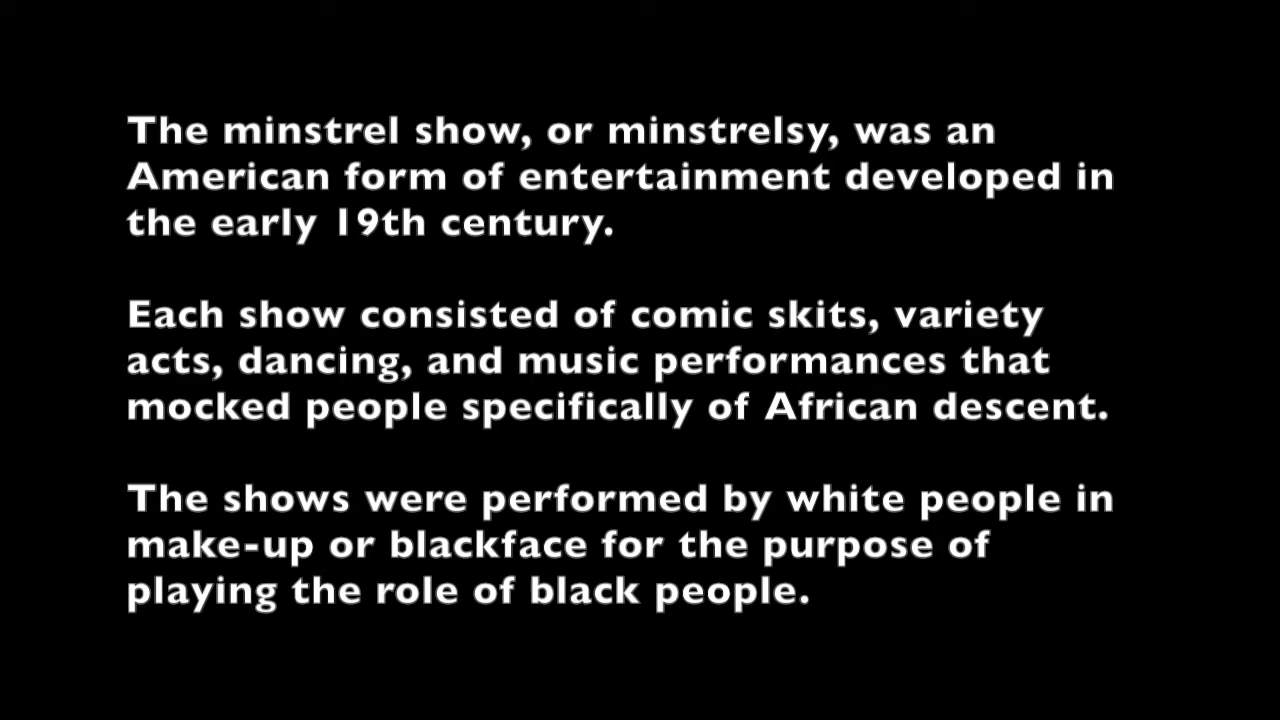 The minstrel show, or minstrelsy, was an
American form of entertainment developed in
the early 19th century.
Each show consisted of comic skits, variety
acts, dancing, and music performances that
mocked people specifically of African descent.
The shows were performed by white people in
make-up or blackface for the purpose of
playing the role of black people.